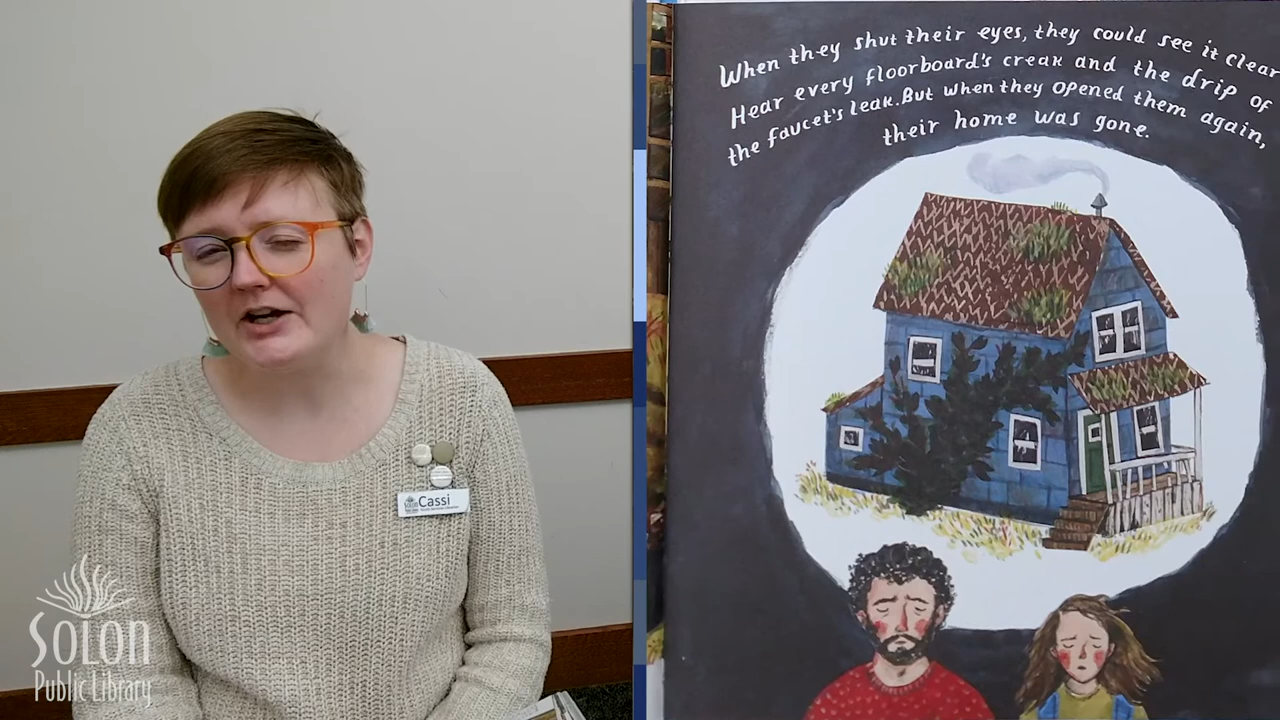 When they shut their eyes, they could see it clear
Hear every floorboard's creak and the drip of
the faucet's leak. But when they opened them again,
their home was gone.
Cassi
SOLON
Public Library